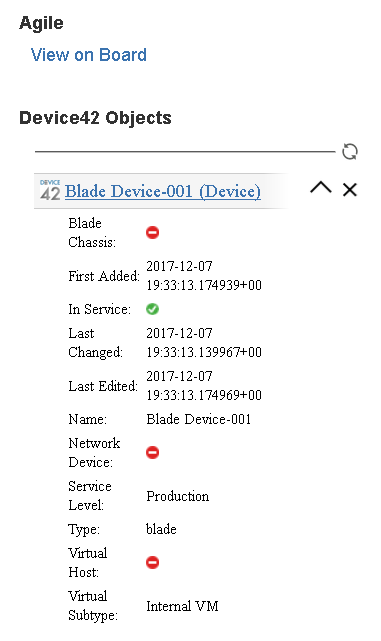 Agile
View on Board
Device42 Objects
DEVICE
42 Blade Device-001 (Device)
Blade
Chassis:
First Added: 2017-12-07
19:33:13.174939+00
In Service:
Last
Changed: 2017-12-07
19:33:13.139967+00
Last Edited: 2017-12-07
19:33:13.174969+00
Name: Blade Device-001
Network
Device:
Service
Level: Production
Type: blade
Virtual
Host:
Virtual
Subtype: Internal VM